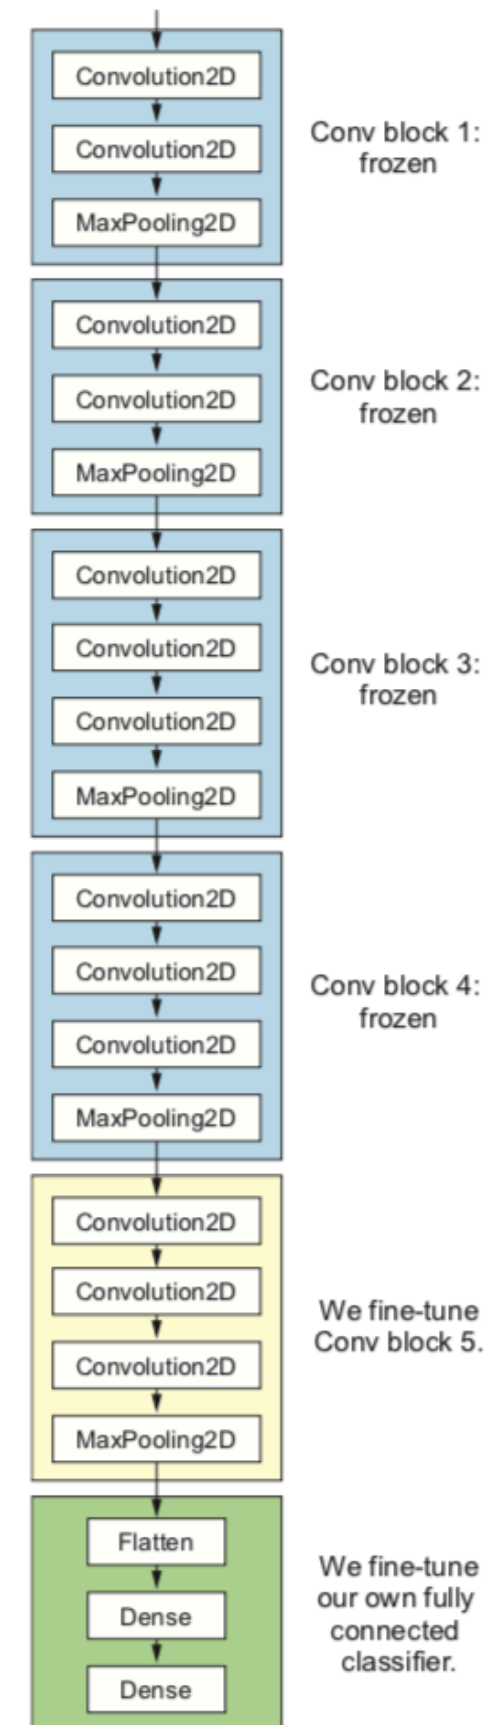 Convolution2D
Convolution2D
MaxPooling2D
Conv block 1:
frozen
Convolution2D
Convolution2D
MaxPooling2D
Conv block 2:
frozen
Convolution2D
Convolution2D
Convolution2D
MaxPooling2D
Conv block 3:
frozen
Convolution2D
Convolution2D
Convolution2D
MaxPooling2D
Conv block 4:
frozen
Convolution2D
Convolution2D
Convolution2D
MaxPooling2D
We fine-tune
Conv block 5.
Flatten
Dense
Dense
We fine-tune
our own fully
connected
classifier.